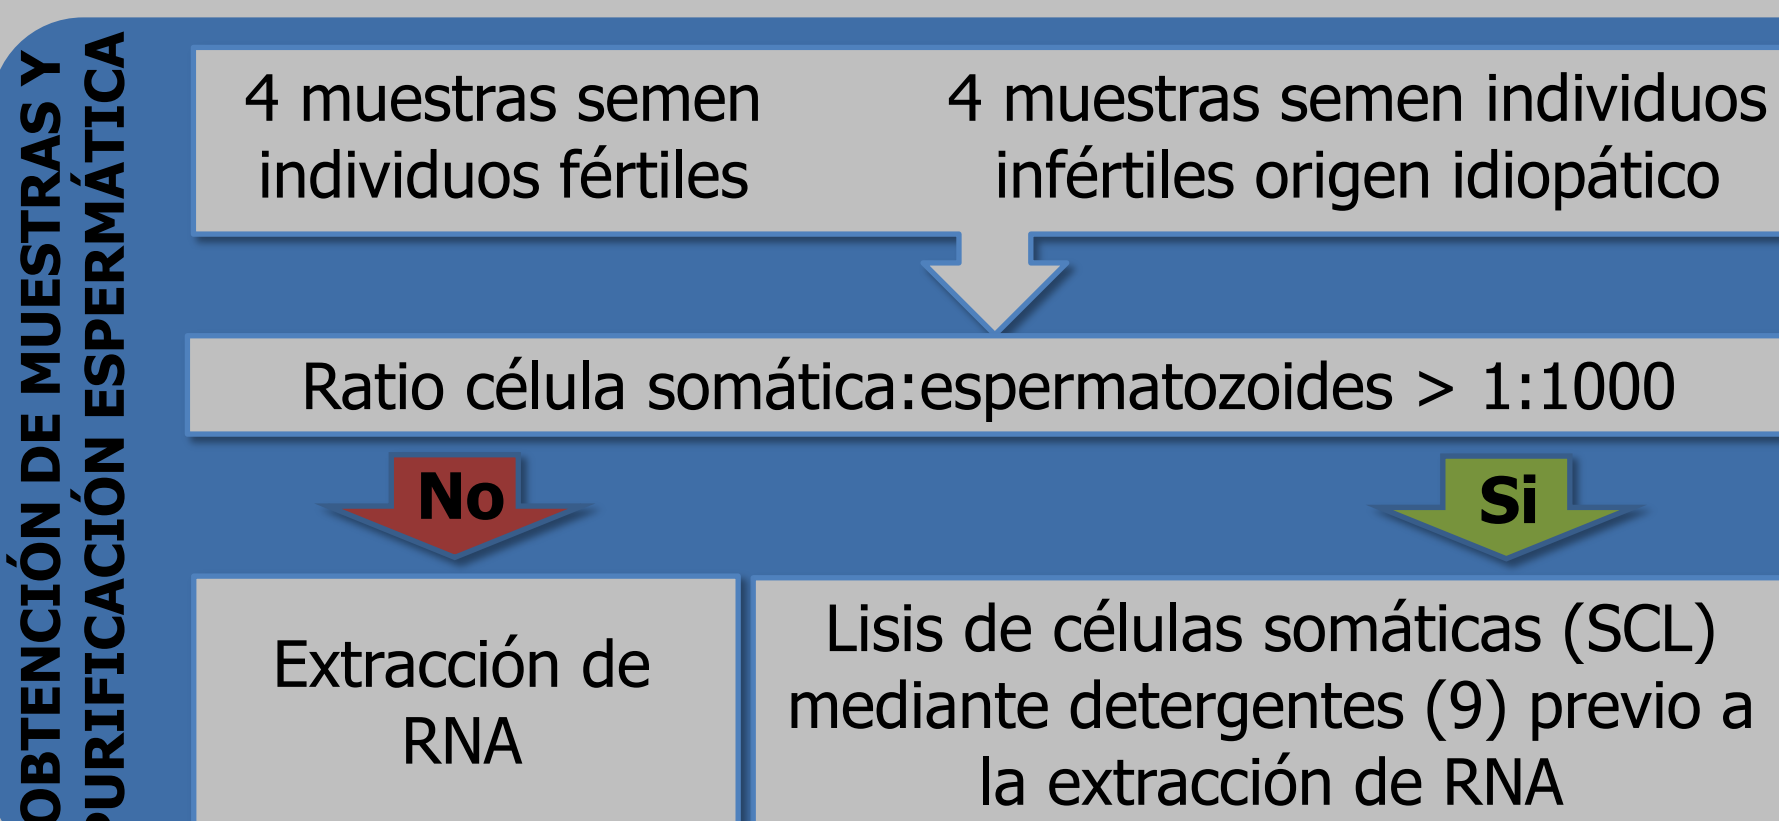 OBTENCIÓN DE MUESTRAS Y
PURIFICACIÓN ESPERMÁTICA
4 muestras semen
individuos fértiles
4 muestras semen individuos
infértiles origen idiopático
Ratio célula somática:espermatozoides > 1:1000
No
Si
Extracción de
RNA
Lisis de células somáticas (SCL)
mediante detergentes (9) previo a
la extracción de RNA